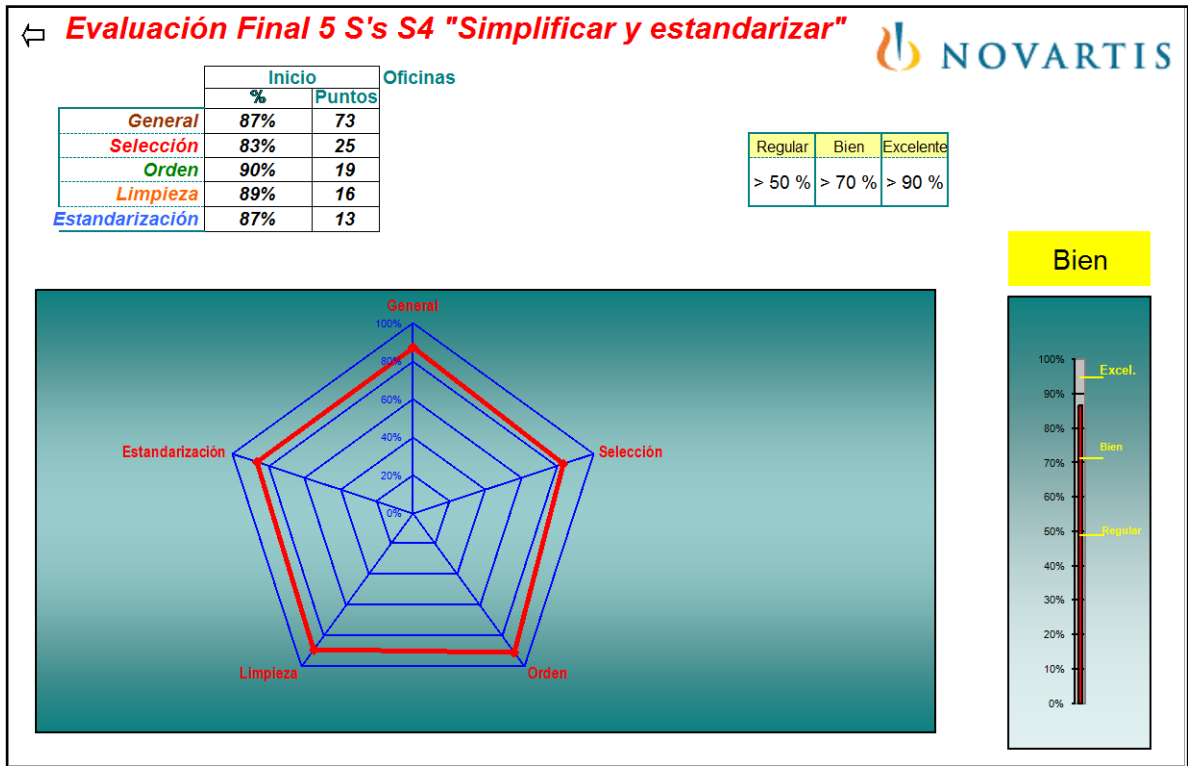 Evaluación Final 5 S's S4 "Simplificar y estandarizar"
NOVARTIS
Inicio Oficinas
% Puntos
General 87% 73
Selección 83% 25
Orden 90% 19
Limpieza 89% 16
Estandarización 87% 13
Regular Bien Excelente
> 50 % > 70 % > 90 %
Bien
General
100%
80%
60%
40%
20%
0%
Estandarización
Selección
Limpieza
Orden
100%
Excel.
90%
80%
Bien
70%
60%
50%
Regular
40%
30%
20%
10%
0%